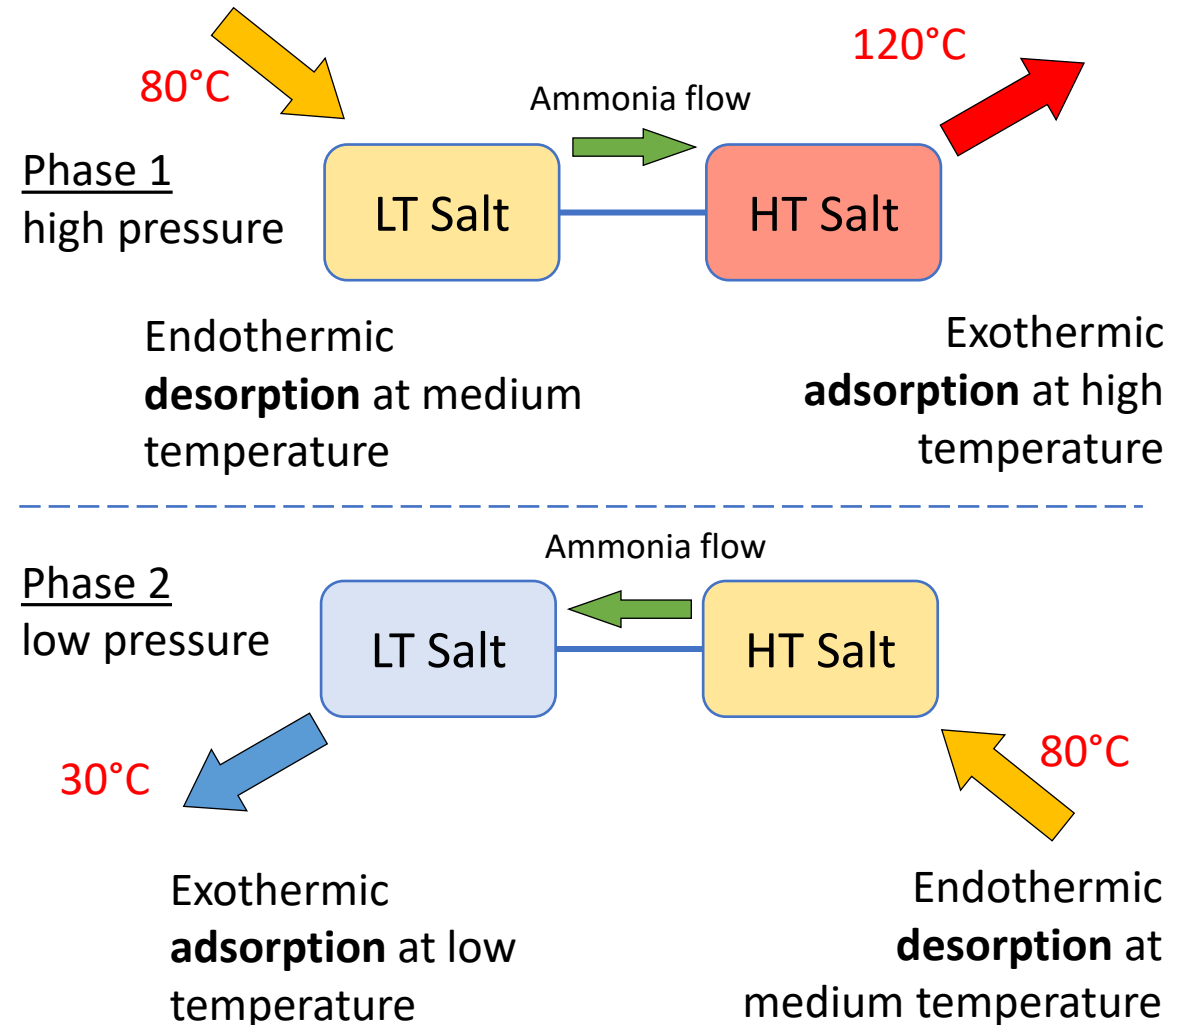 80°C
120°C
Ammonia flow
Phase 1
high pressure
LT Salt
HT Salt
Endothermic
desorption at medium
temperature
Exothermic
adsorption at high
temperature
Ammonia flow
Phase 2
low pressure
LT Salt
HT Salt
30°C
80°C
Exothermic
adsorption at low
temperature
Endothermic
desorption at
medium temperature